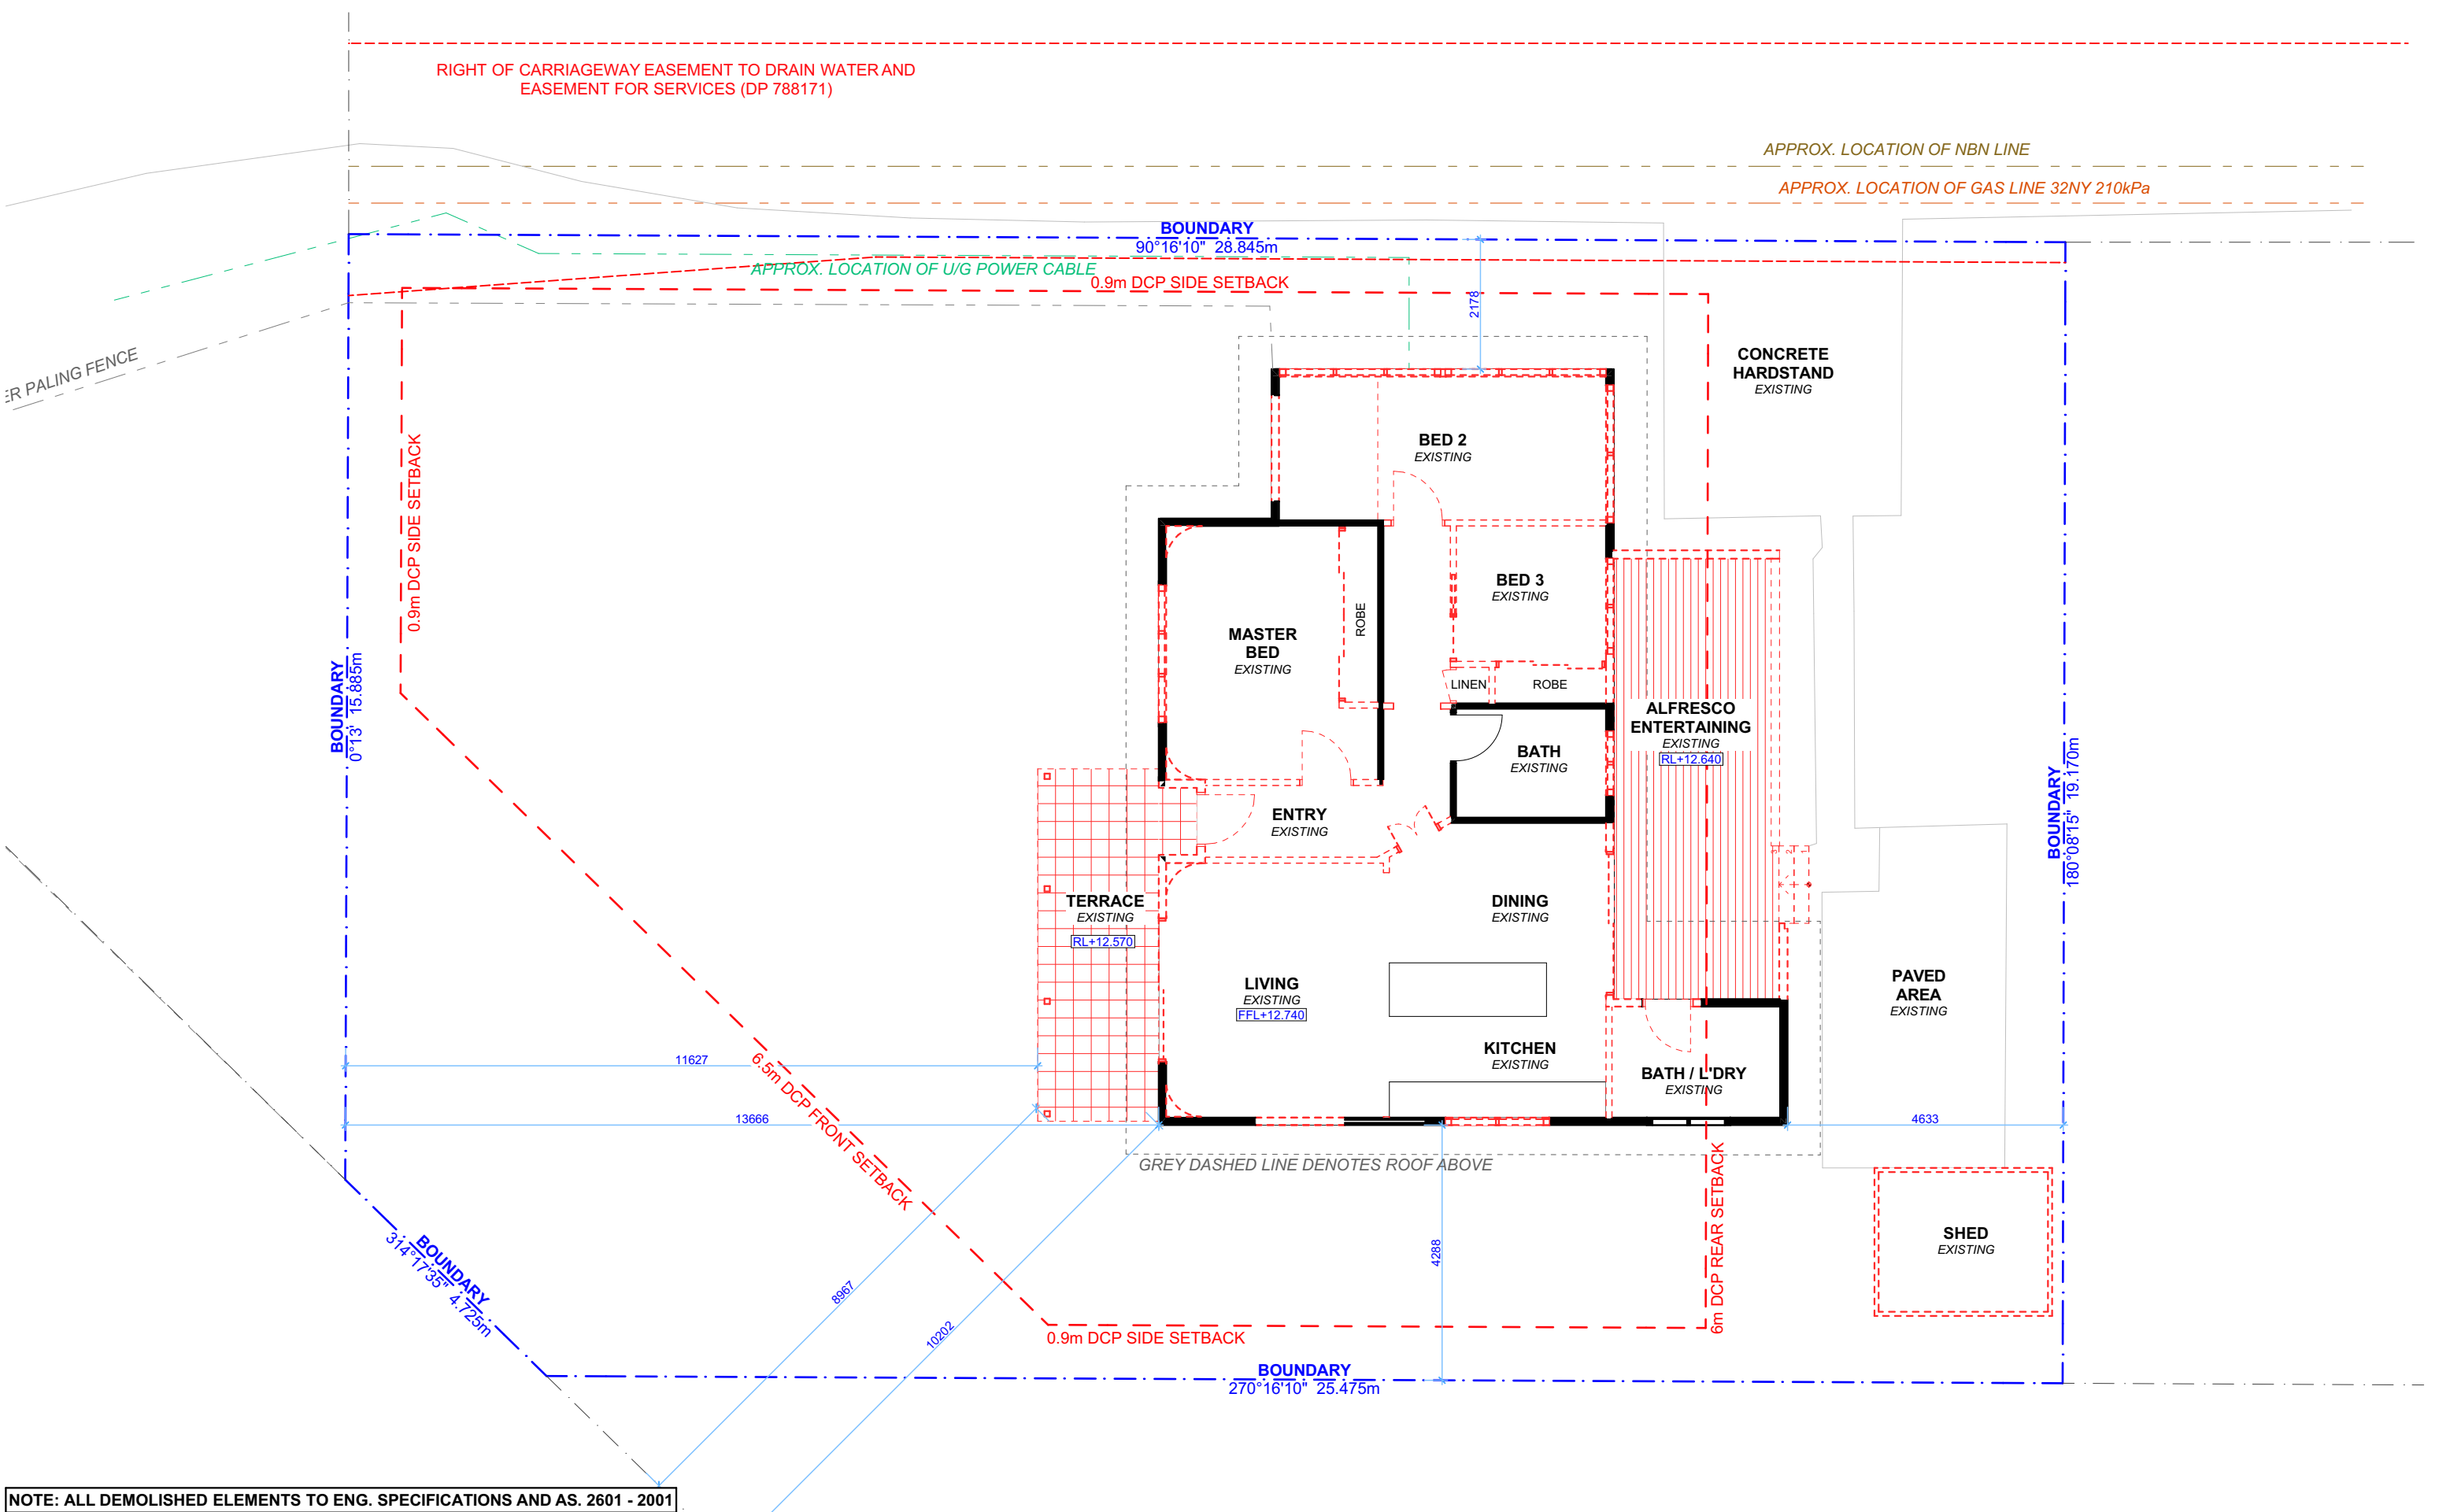 RIGHT OF CARRIAGEWAY EASEMENT TO DRAIN WATER AND
EASEMENT FOR SERVICES (DP 788171)
APPROX. LOCATION OF NBN LINE
APPROX. LOCATION OF GAS LINE 32NY 210kPa
BOUNDARY
90°16'10" 28.845m
APPROX. LOCATION OF U/G POWER CABLE
0.9m DCP SIDE SETBACK
2178
ER PALING FENCE
CONCRETE
HARDSTAND
EXISTING
BED 2
EXISTING
0.9m DCP SIDE SETBACK
BED 3
EXISTING
ROBE
MASTER
BED
EXISTING
LINEN
ROBE
BOUNDARY
0°13' 15.885m
ALFRESCO
ENTERTAINING
EXISTING
RL+12.640
BATH
EXISTING
BOUNDARY
180°08'15" 19.170m
ENTRY
EXISTING
3
2
1
TERRACE
EXISTING
RL+12.570
DINING
EXISTING
LIVING
EXISTING
FFL+12.740
PAVED
AREA
EXISTING
KITCHEN
EXISTING
BATH / L'DRY
EXISTING
11627
6.5m DCP FRONT SETBACK
13666
4633
GREY DASHED LINE DENOTES ROOF ABOVE
6m DCP REAR SETBACK
SHED
EXISTING
4288
BOUNDARY
314°17'35" 4.725m
8967
10202
0.9m DCP SIDE SETBACK
BOUNDARY
270°16'10" 25.475m
NOTE: ALL DEMOLISHED ELEMENTS TO ENG. SPECIFICATIONS AND AS. 2601 - 2001